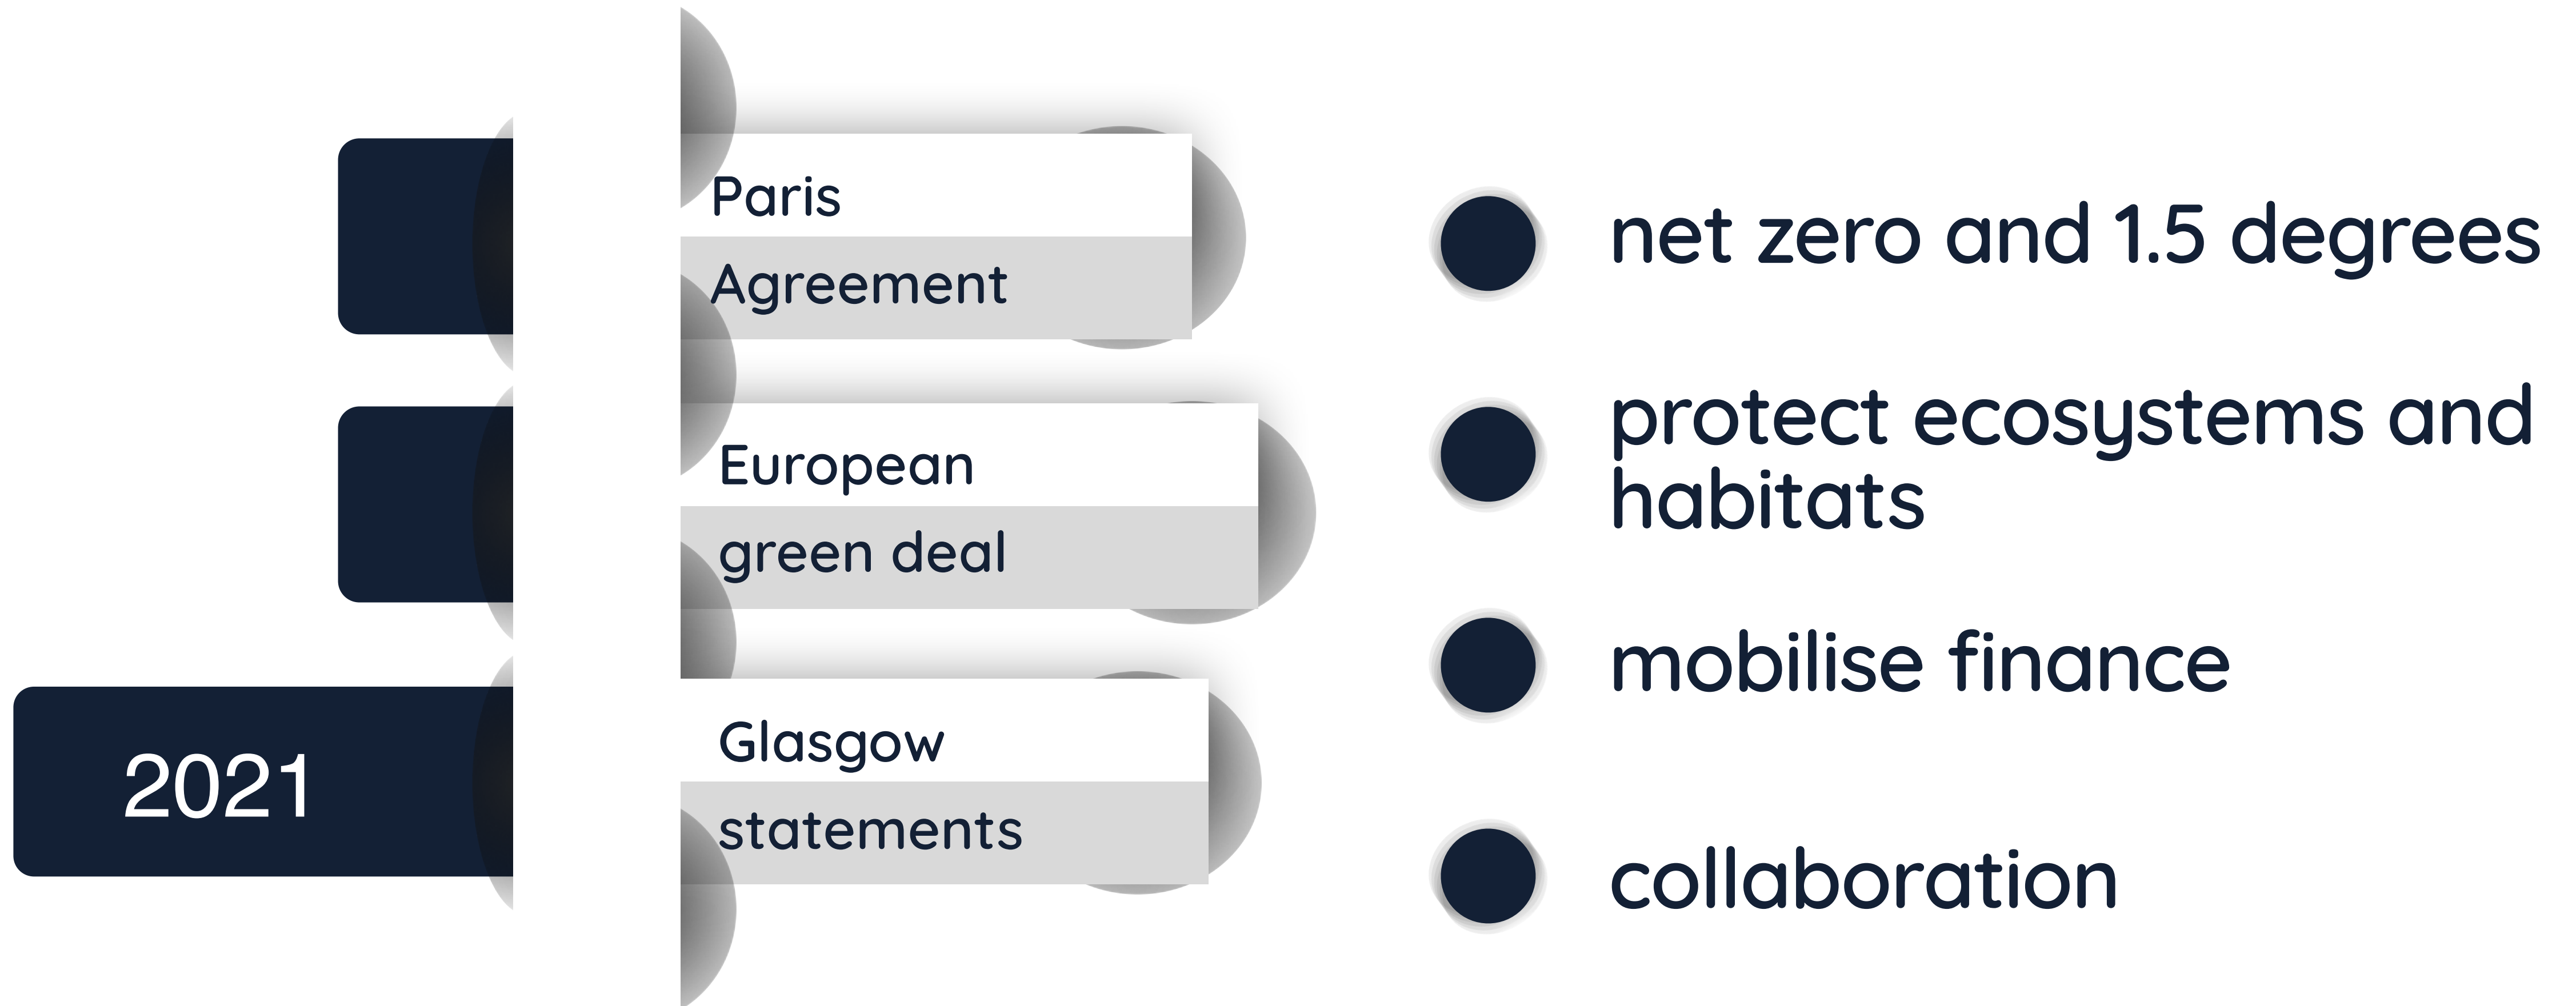 Paris
Agreement
European
green deal
2021
Glasgow
statements
net zero and 1.5 degrees
protect ecosystems and
habitats
mobilise finance
collaboration